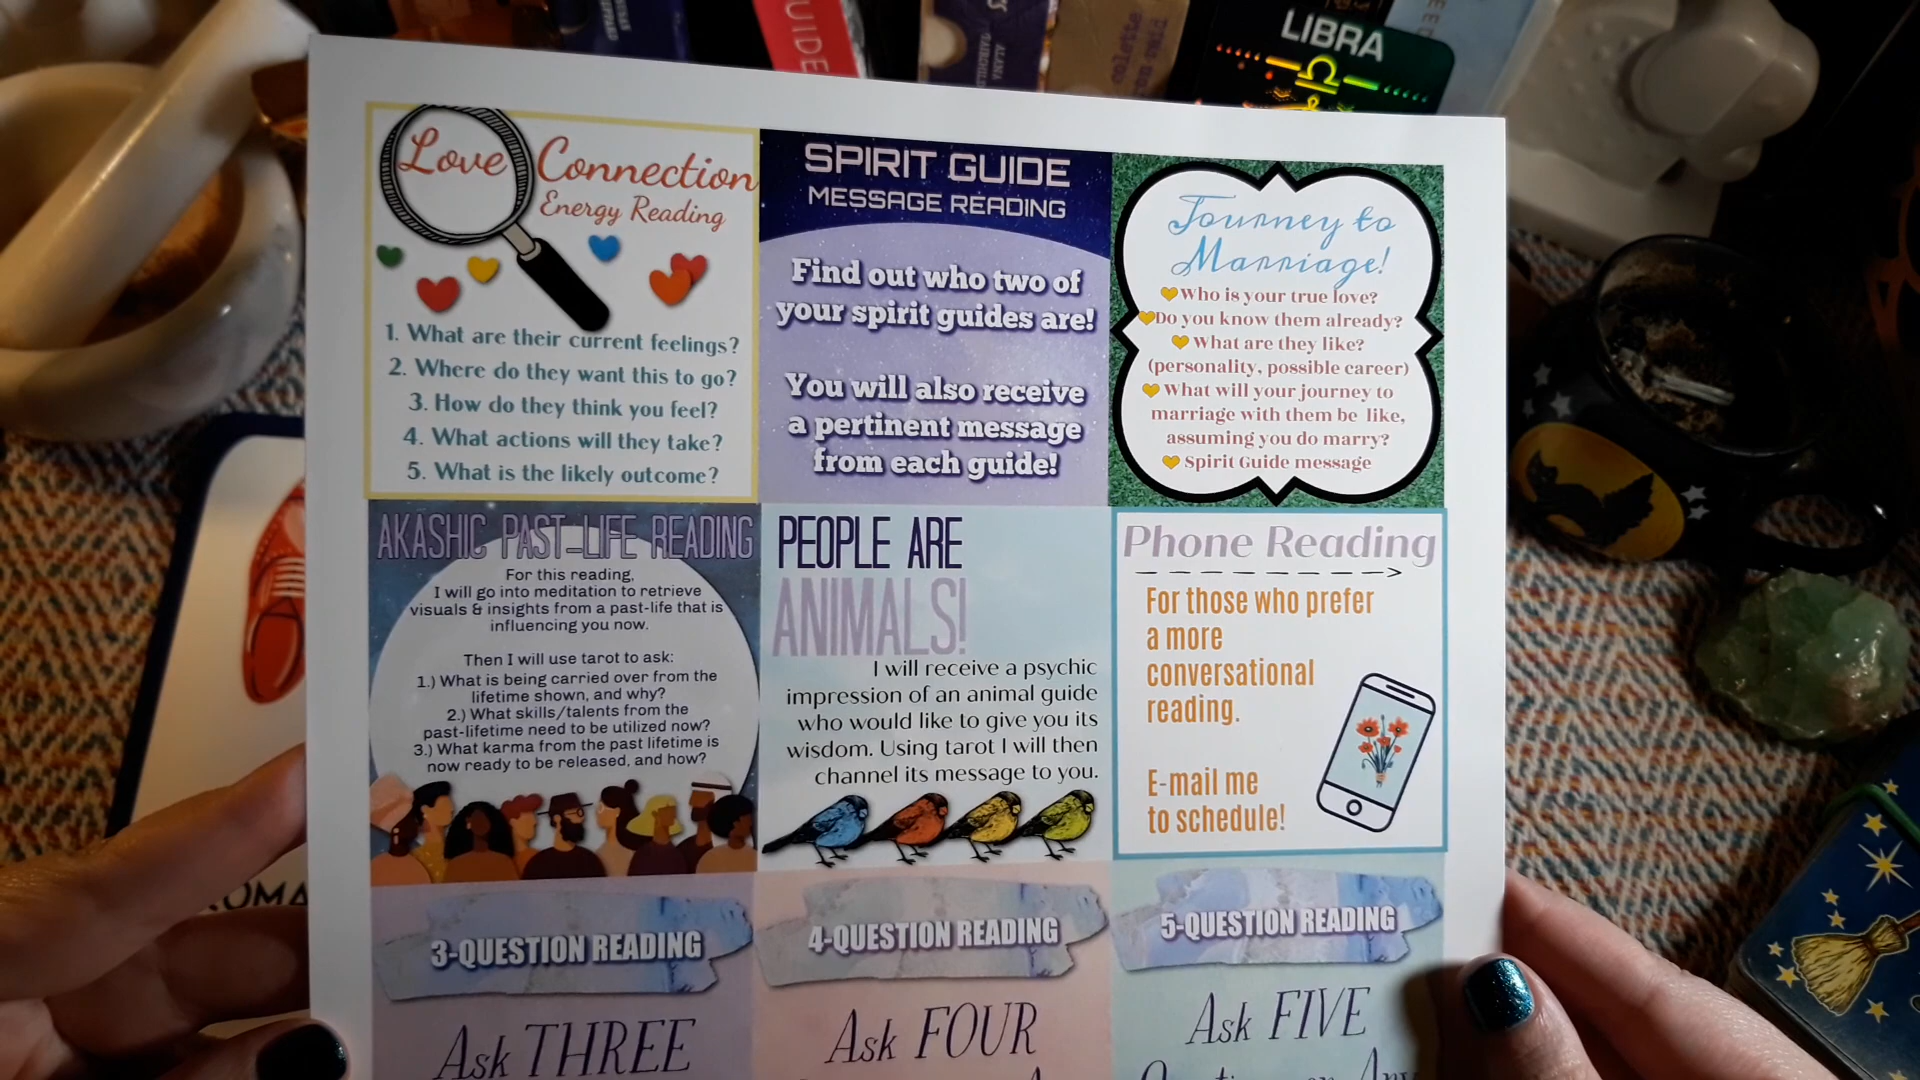 GUIDE
ALANA
FAIRCHILD
colette
LIBRA
Love Connection
Energy Reading
1. What are their current feelings?
2. Where do they want this to go?
3. How do they think you feel?
4. What actions will they take?
5. What is the likely outcome?
SPIRIT GUIDE
MESSAGE READING
Find out who two of
your spirit guides are!
You will also receive
a pertinent message
from each guide!
Journey to
Marriage!
Who is your true love?
Do you know them already?
What are they like?
(personality, possible career)
What will your journey to
marriage with them be like,
assuming you do marry?
Spirit Guide message
AKASHIC PAST-LIFE READING
For this reading,
I will go into meditation to retrieve
visuals & insights from a past-life that is
influencing you now.
Then I will use tarot to ask:
1.) What is being carried over from the
lifetime shown, and why?
2.) What skills/talents from the
past-lifetime need to be utilized now?
3.) What karma from the past lifetime is
now ready to be released, and how?
PEOPLE ARE
ANIMALS!
I will receive a psychic
impression of an animal guide
who would like to give you its
wisdom. Using tarot I will then
channel its message to you.
Phone Reading
For those who prefer
a more
conversational
reading.
E-mail me
to schedule!
3-QUESTION READING
Ask THREE
4-QUESTION READING
Ask FOUR
5-QUESTION READING
Ask FIVE
OMA